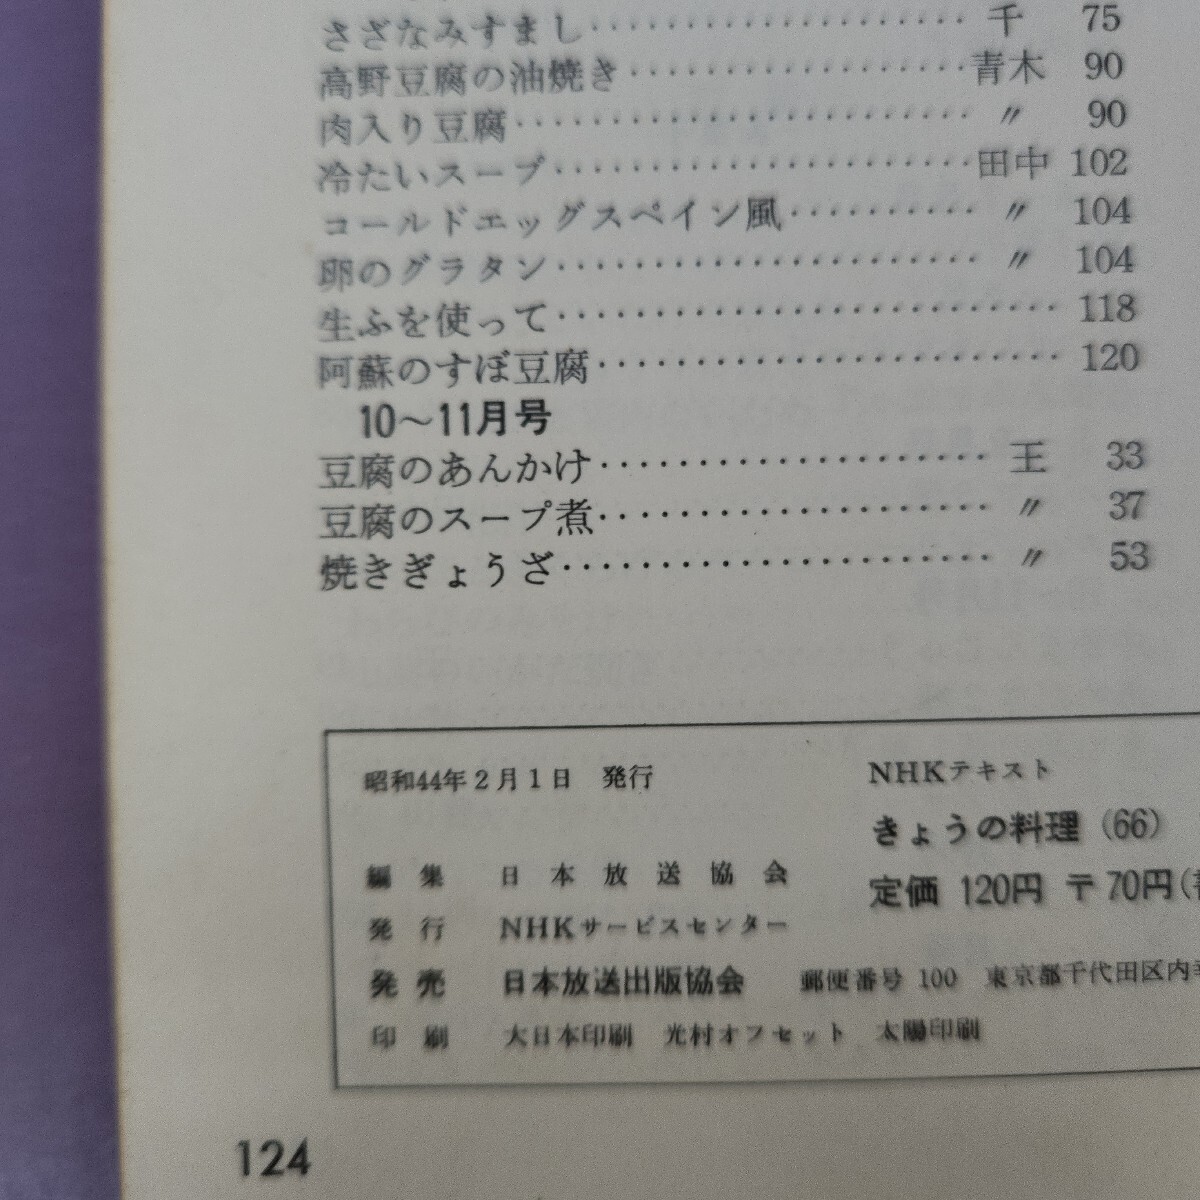 さざなみすまし……………………千 75
高野豆腐の油焼き…………………青木 90
肉入り豆腐…………………………〃 90
冷たいスープ………………………田中 102
コールドエッグスペイン風…………〃 104
卵のグラタン………………………〃 104
生ふを使って……………………………118
阿蘇のすぼ豆腐…………………………120
10〜11月号
豆腐のあんかけ……………………王 33
豆腐のスープ煮……………………〃 37
焼きぎょうざ………………………〃 53
昭和44年2月1日 発行
編集 日本放送協会
発行 NHKサービスセンター
発売 日本放送出版協会 郵便番号 100 東京都千代田区内
印刷 大日本印刷 光村オフセット 太陽印刷
NHKテキスト
きょうの料理(66)
定価 120円 〒70円(
124